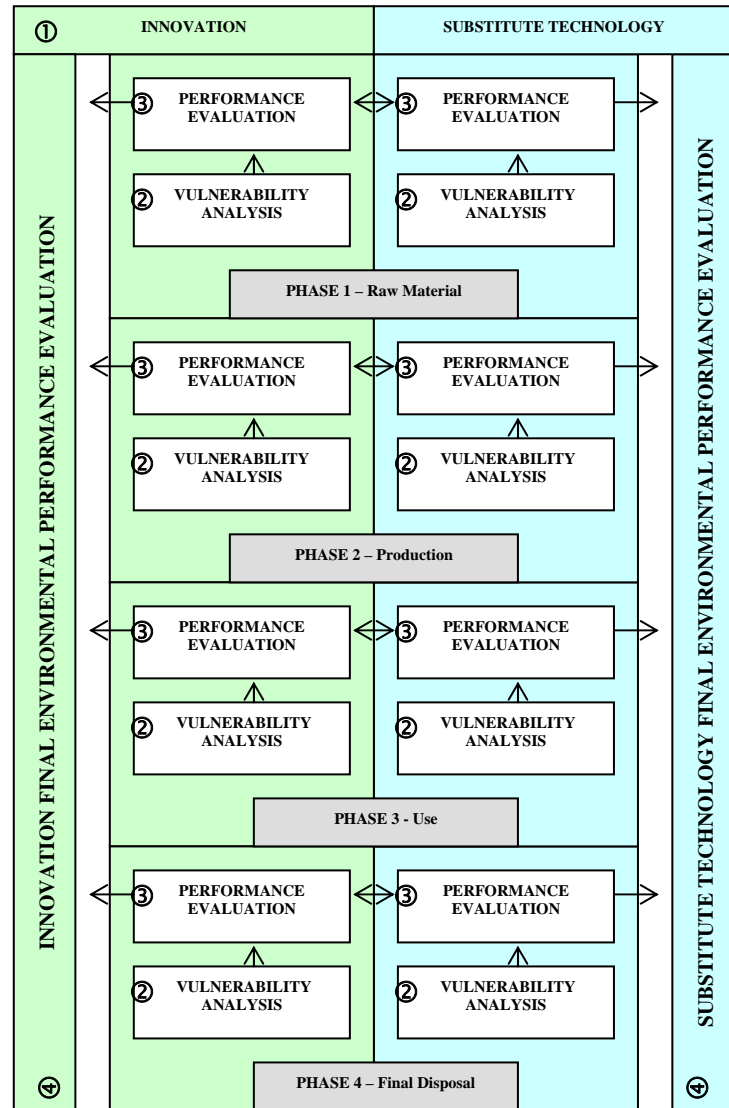 ① INNOVATION SUBSTITUTE TECHNOLOGY
INNOVATION FINAL ENVIRONMENTAL PERFORMANCE EVALUATION
④
③ PERFORMANCE
EVALUATION
③ PERFORMANCE
EVALUATION
② VULNERABILITY
ANALYSIS
② VULNERABILITY
ANALYSIS
PHASE 1 – Raw Material
③ PERFORMANCE
EVALUATION
③ PERFORMANCE
EVALUATION
② VULNERABILITY
ANALYSIS
② VULNERABILITY
ANALYSIS
PHASE 2 – Production
③ PERFORMANCE
EVALUATION
③ PERFORMANCE
EVALUATION
② VULNERABILITY
ANALYSIS
② VULNERABILITY
ANALYSIS
PHASE 3 - Use
③ PERFORMANCE
EVALUATION
③ PERFORMANCE
EVALUATION
② VULNERABILITY
ANALYSIS
② VULNERABILITY
ANALYSIS
PHASE 4 – Final Disposal
SUBSTITUTE TECHNOLOGY FINAL ENVIRONMENTAL PERFORMANCE EVALUATION
④